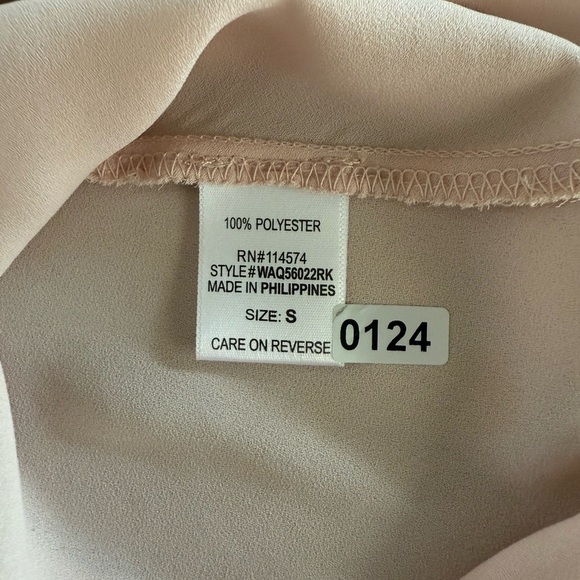 100% POLYESTER
RN#114574
STYLE#WAQ56022RK
MADE IN PHILIPPINES
SIZE: S
CARE ON REVERSE
0124